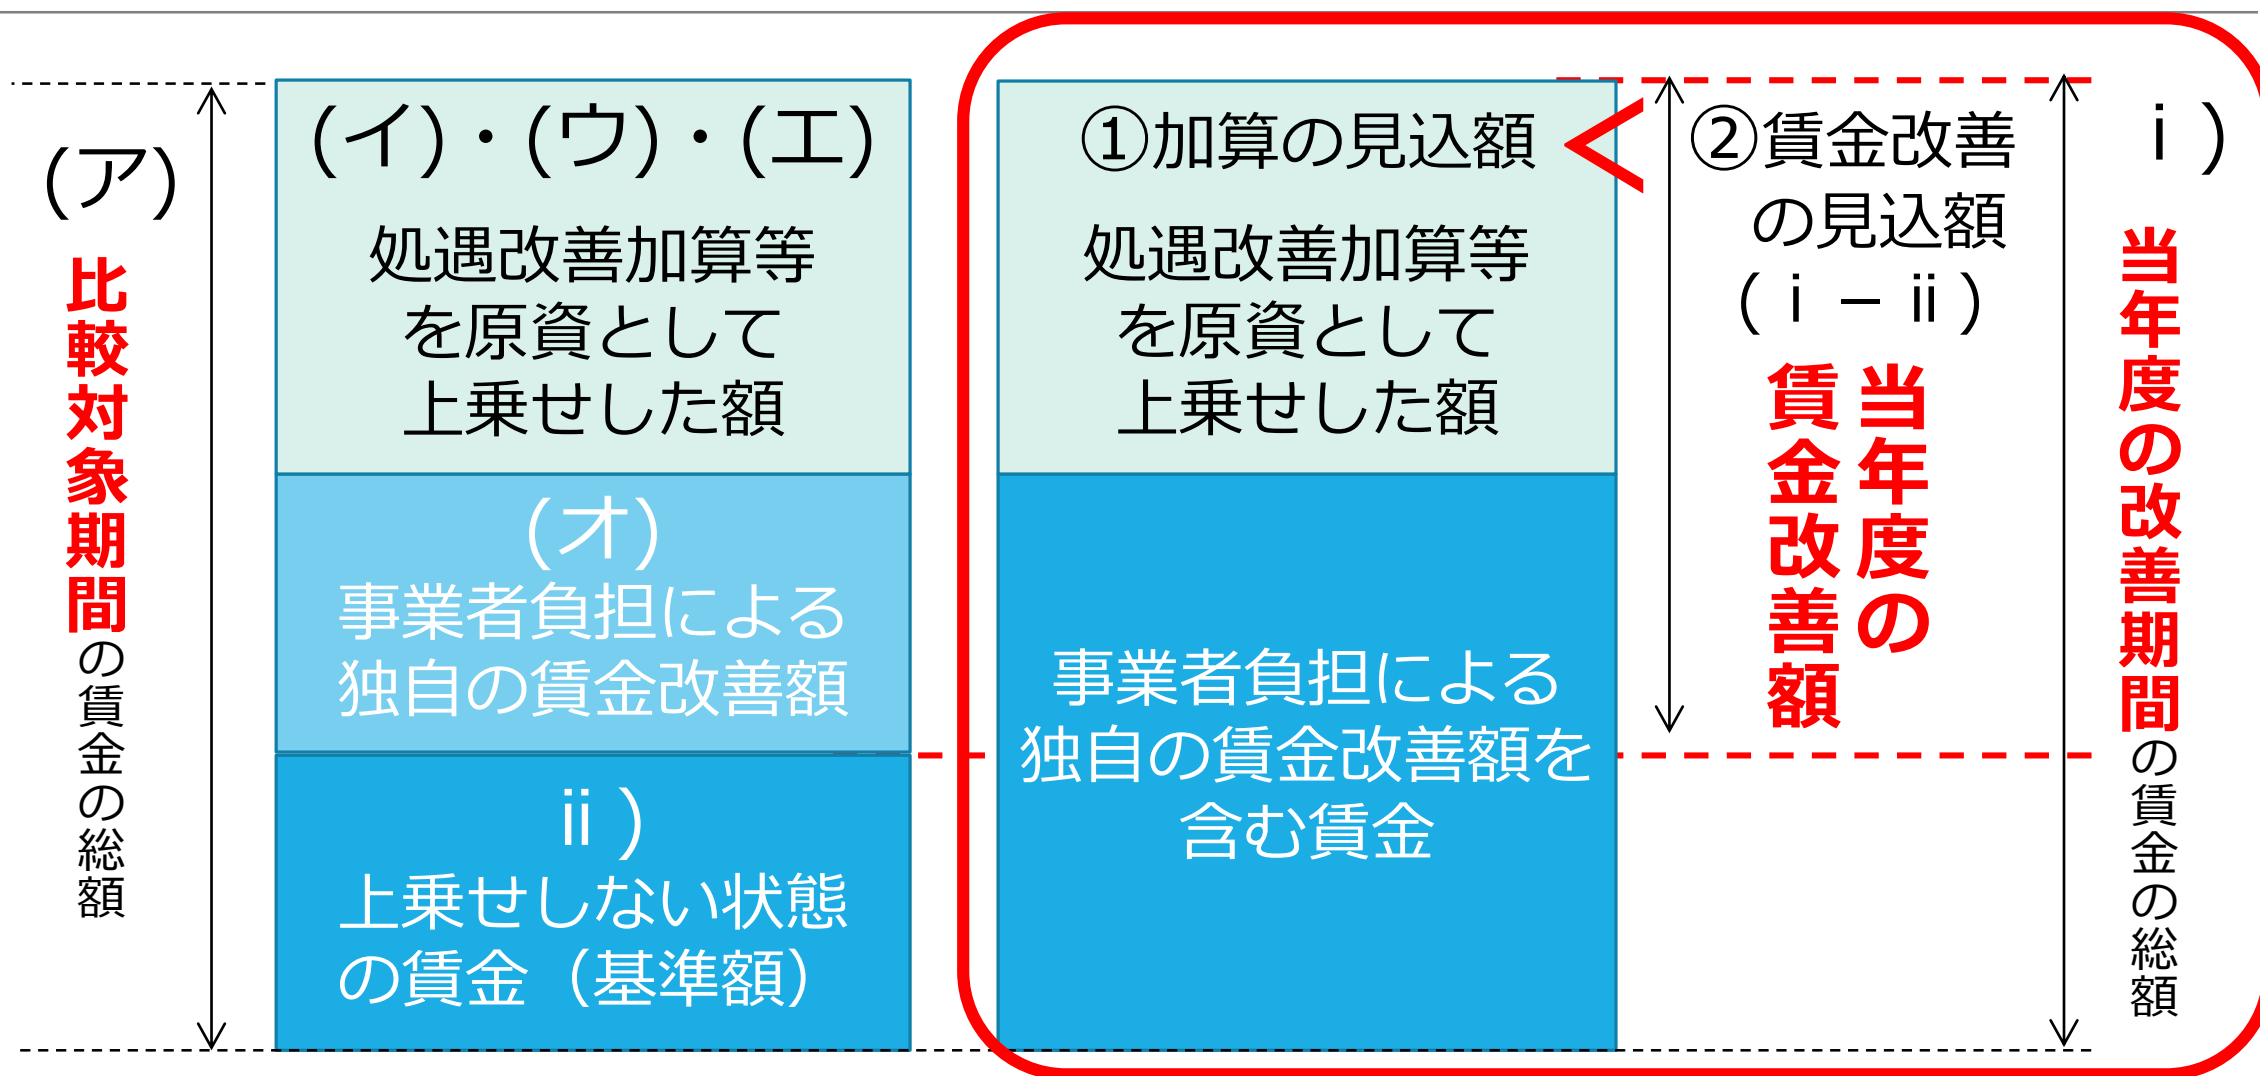 (ア)
比較対象期間の賃金の総額
(イ)・(ウ)・(エ)
処遇改善加算等
を原資として
上乗せした額
(オ)
事業者負担による
独自の賃金改善額
ⅱ)
上乗せしない状態
の賃金（基準額）
①加算の見込額
処遇改善加算等
を原資として
上乗せした額
事業者負担による
独自の賃金改善額を
含む賃金
<
②賃金改善
の見込額
(ⅰ－ⅱ)
当年度の
賃金改善額
ⅰ)
当年度の改善期間の賃金の総額